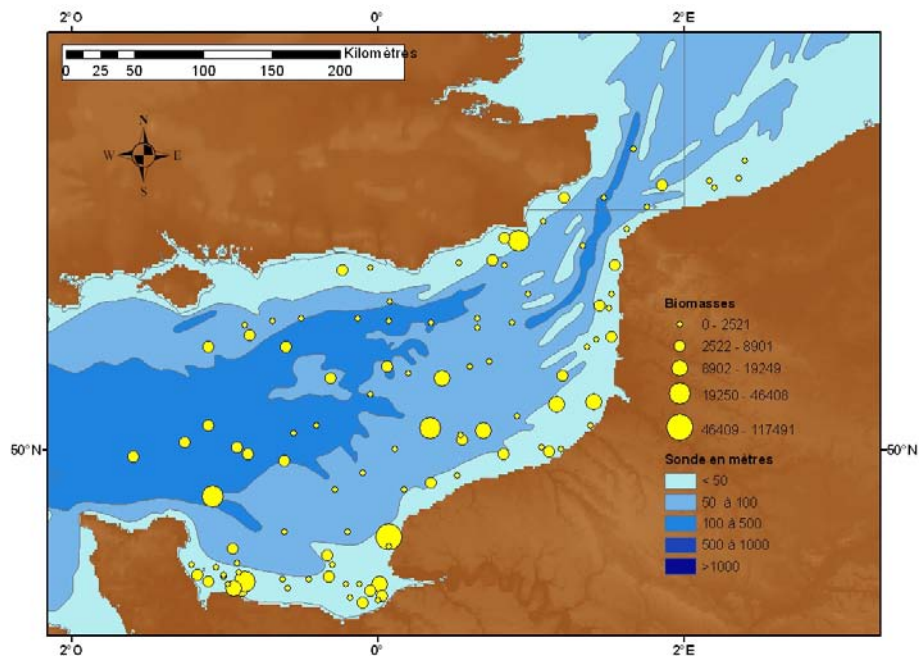 2°O 0° 2°E
Kilomètres
0 25 50 100 150 200
N
W E
S
Biomasses
0 - 2521
2522 - 8901
8902 - 19249
19250 - 46408
46409 - 117491
50°N 50°N
Sonde en mètres
< 50
50 à 100
100 à 500
500 à 1000
>1000
2°O 0° 2°E